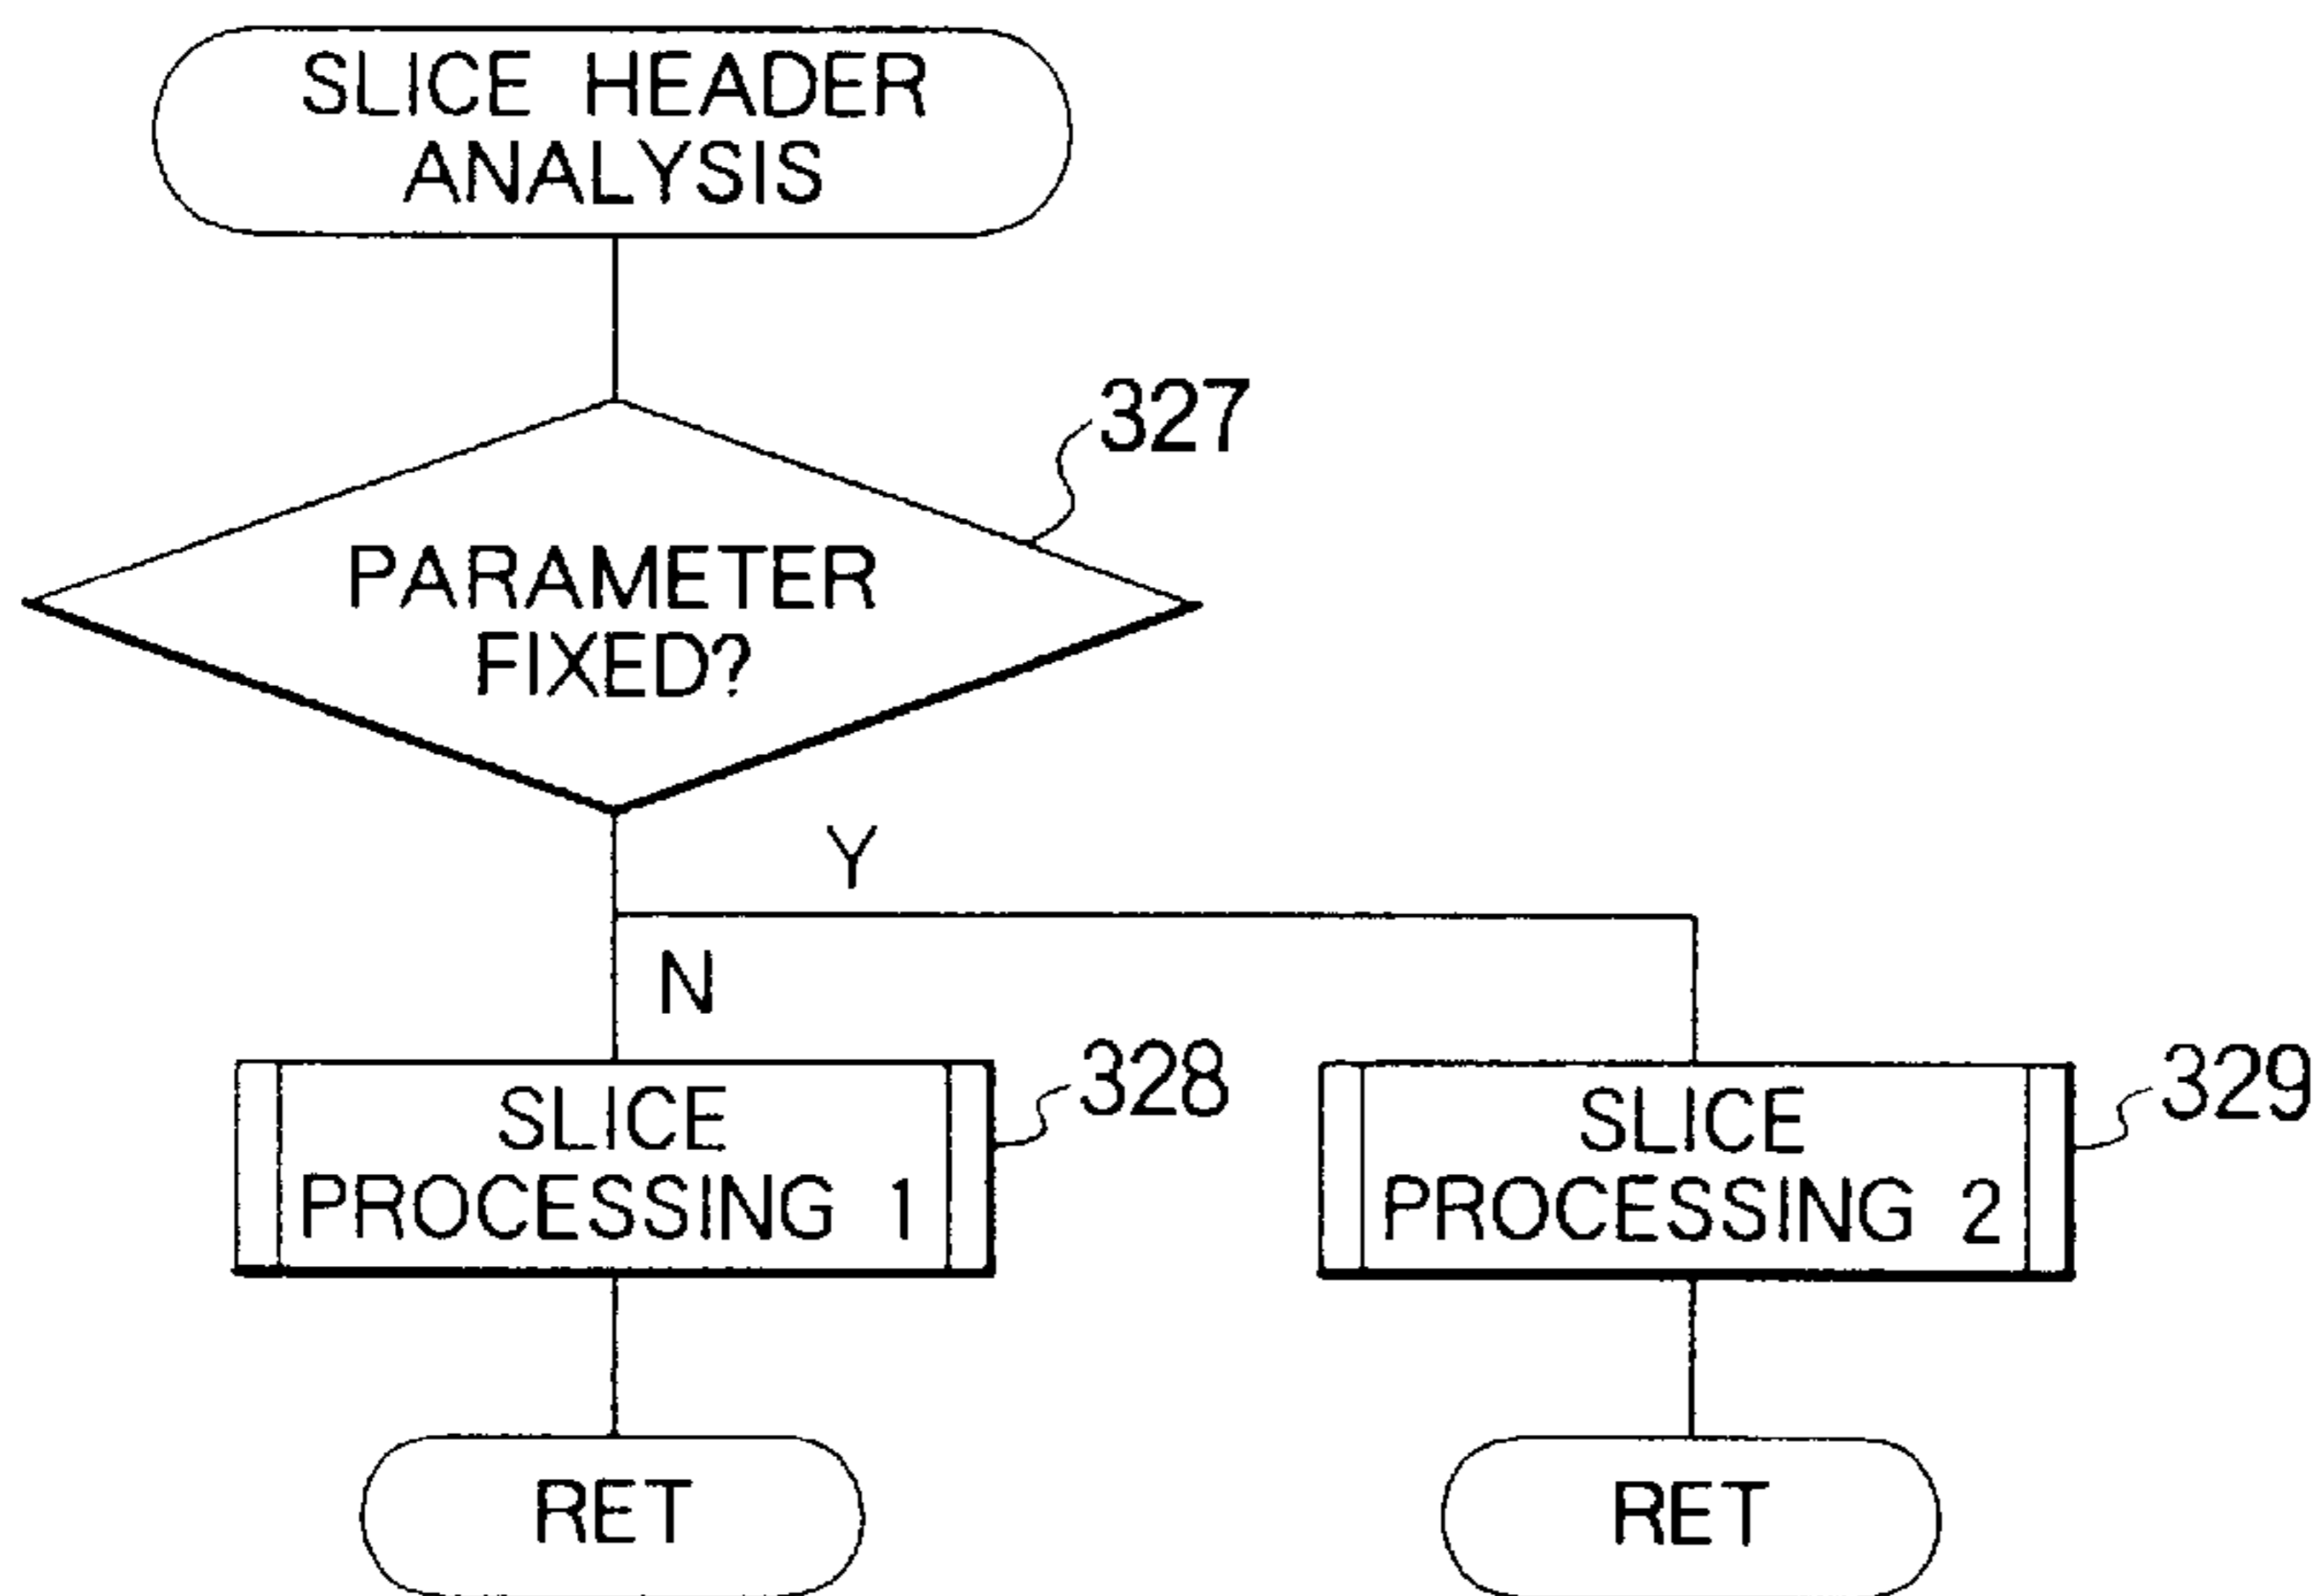 SLICE HEADER
ANALYSIS
327
PARAMETER
FIXED?
Y
N
328
SLICE
PROCESSING 1
329
SLICE
PROCESSING 2
RET
RET